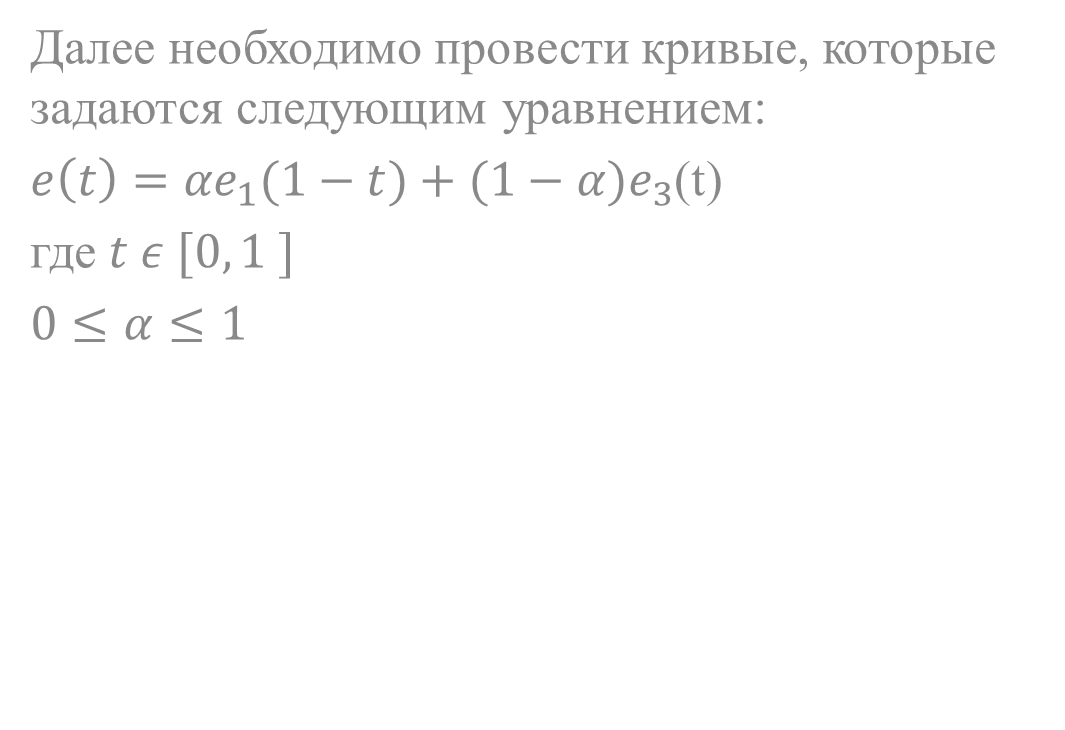 Далее необходимо провести кривые, которые
задаются следующим уравнением:
𝑒(𝑡) = 𝛼𝑒₁(1 − 𝑡) + (1 − 𝛼)𝑒₃(t)
где 𝑡 𝜖 [0, 1 ]
0 ≤ 𝛼 ≤ 1